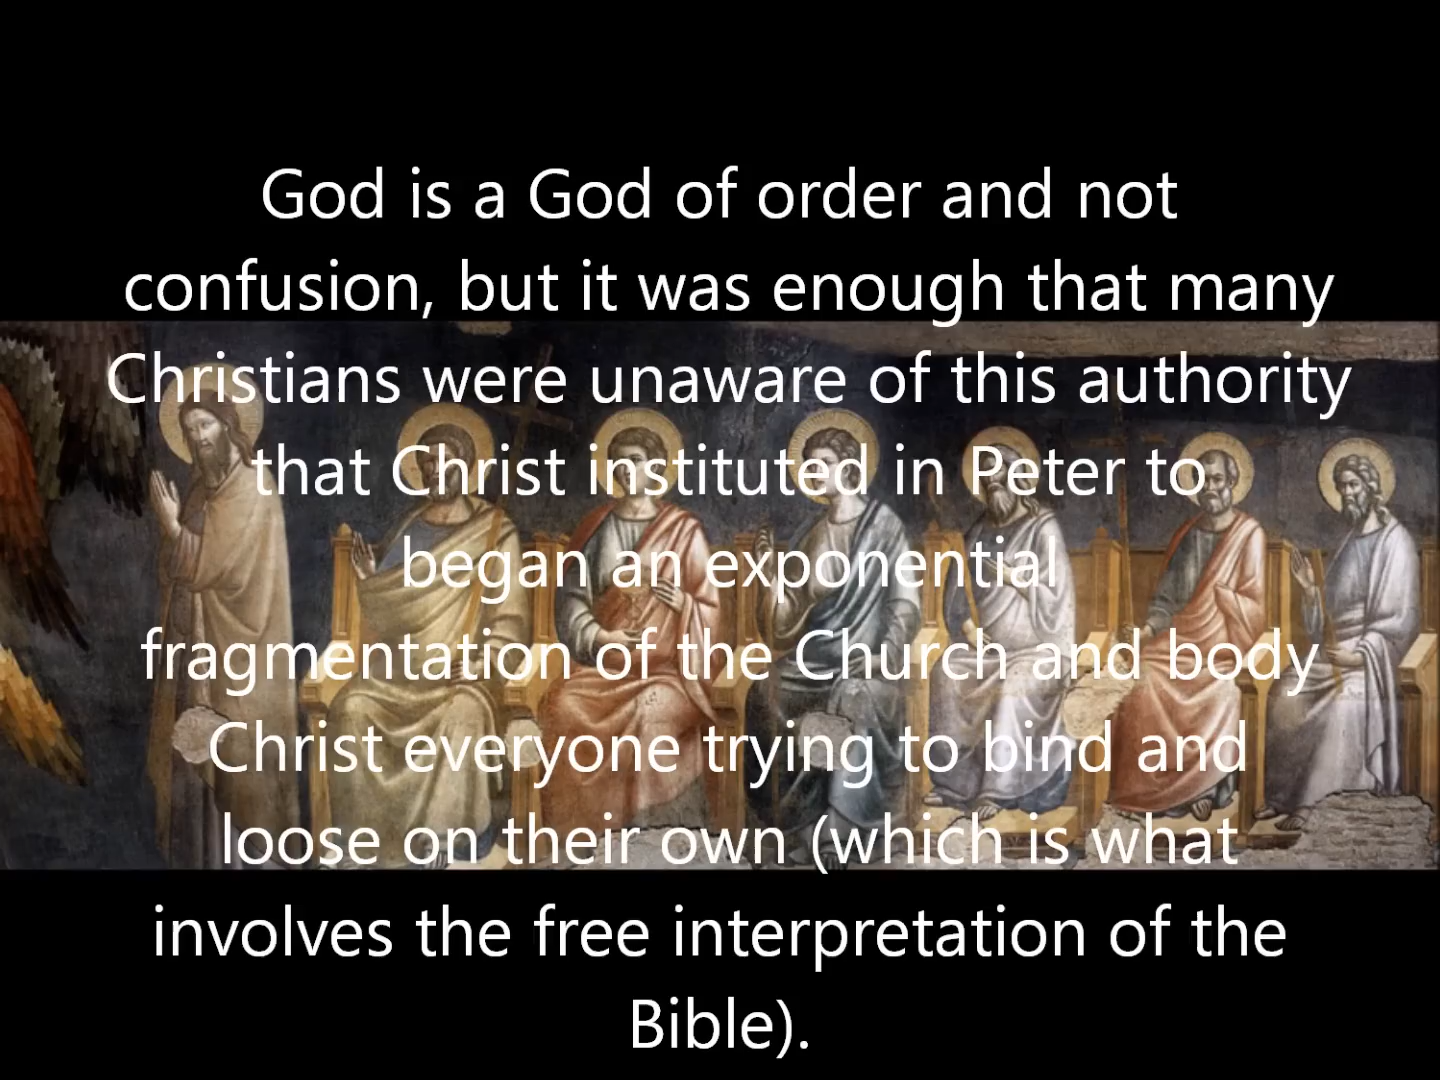 God is a God of order and not
confusion, but it was enough that many
Christians were unaware of this authority
that Christ instituted in Peter to
began an exponential
fragmentation of the Church and body
Christ everyone trying to bind and
loose on their own (which is what
involves the free interpretation of the
Bible).